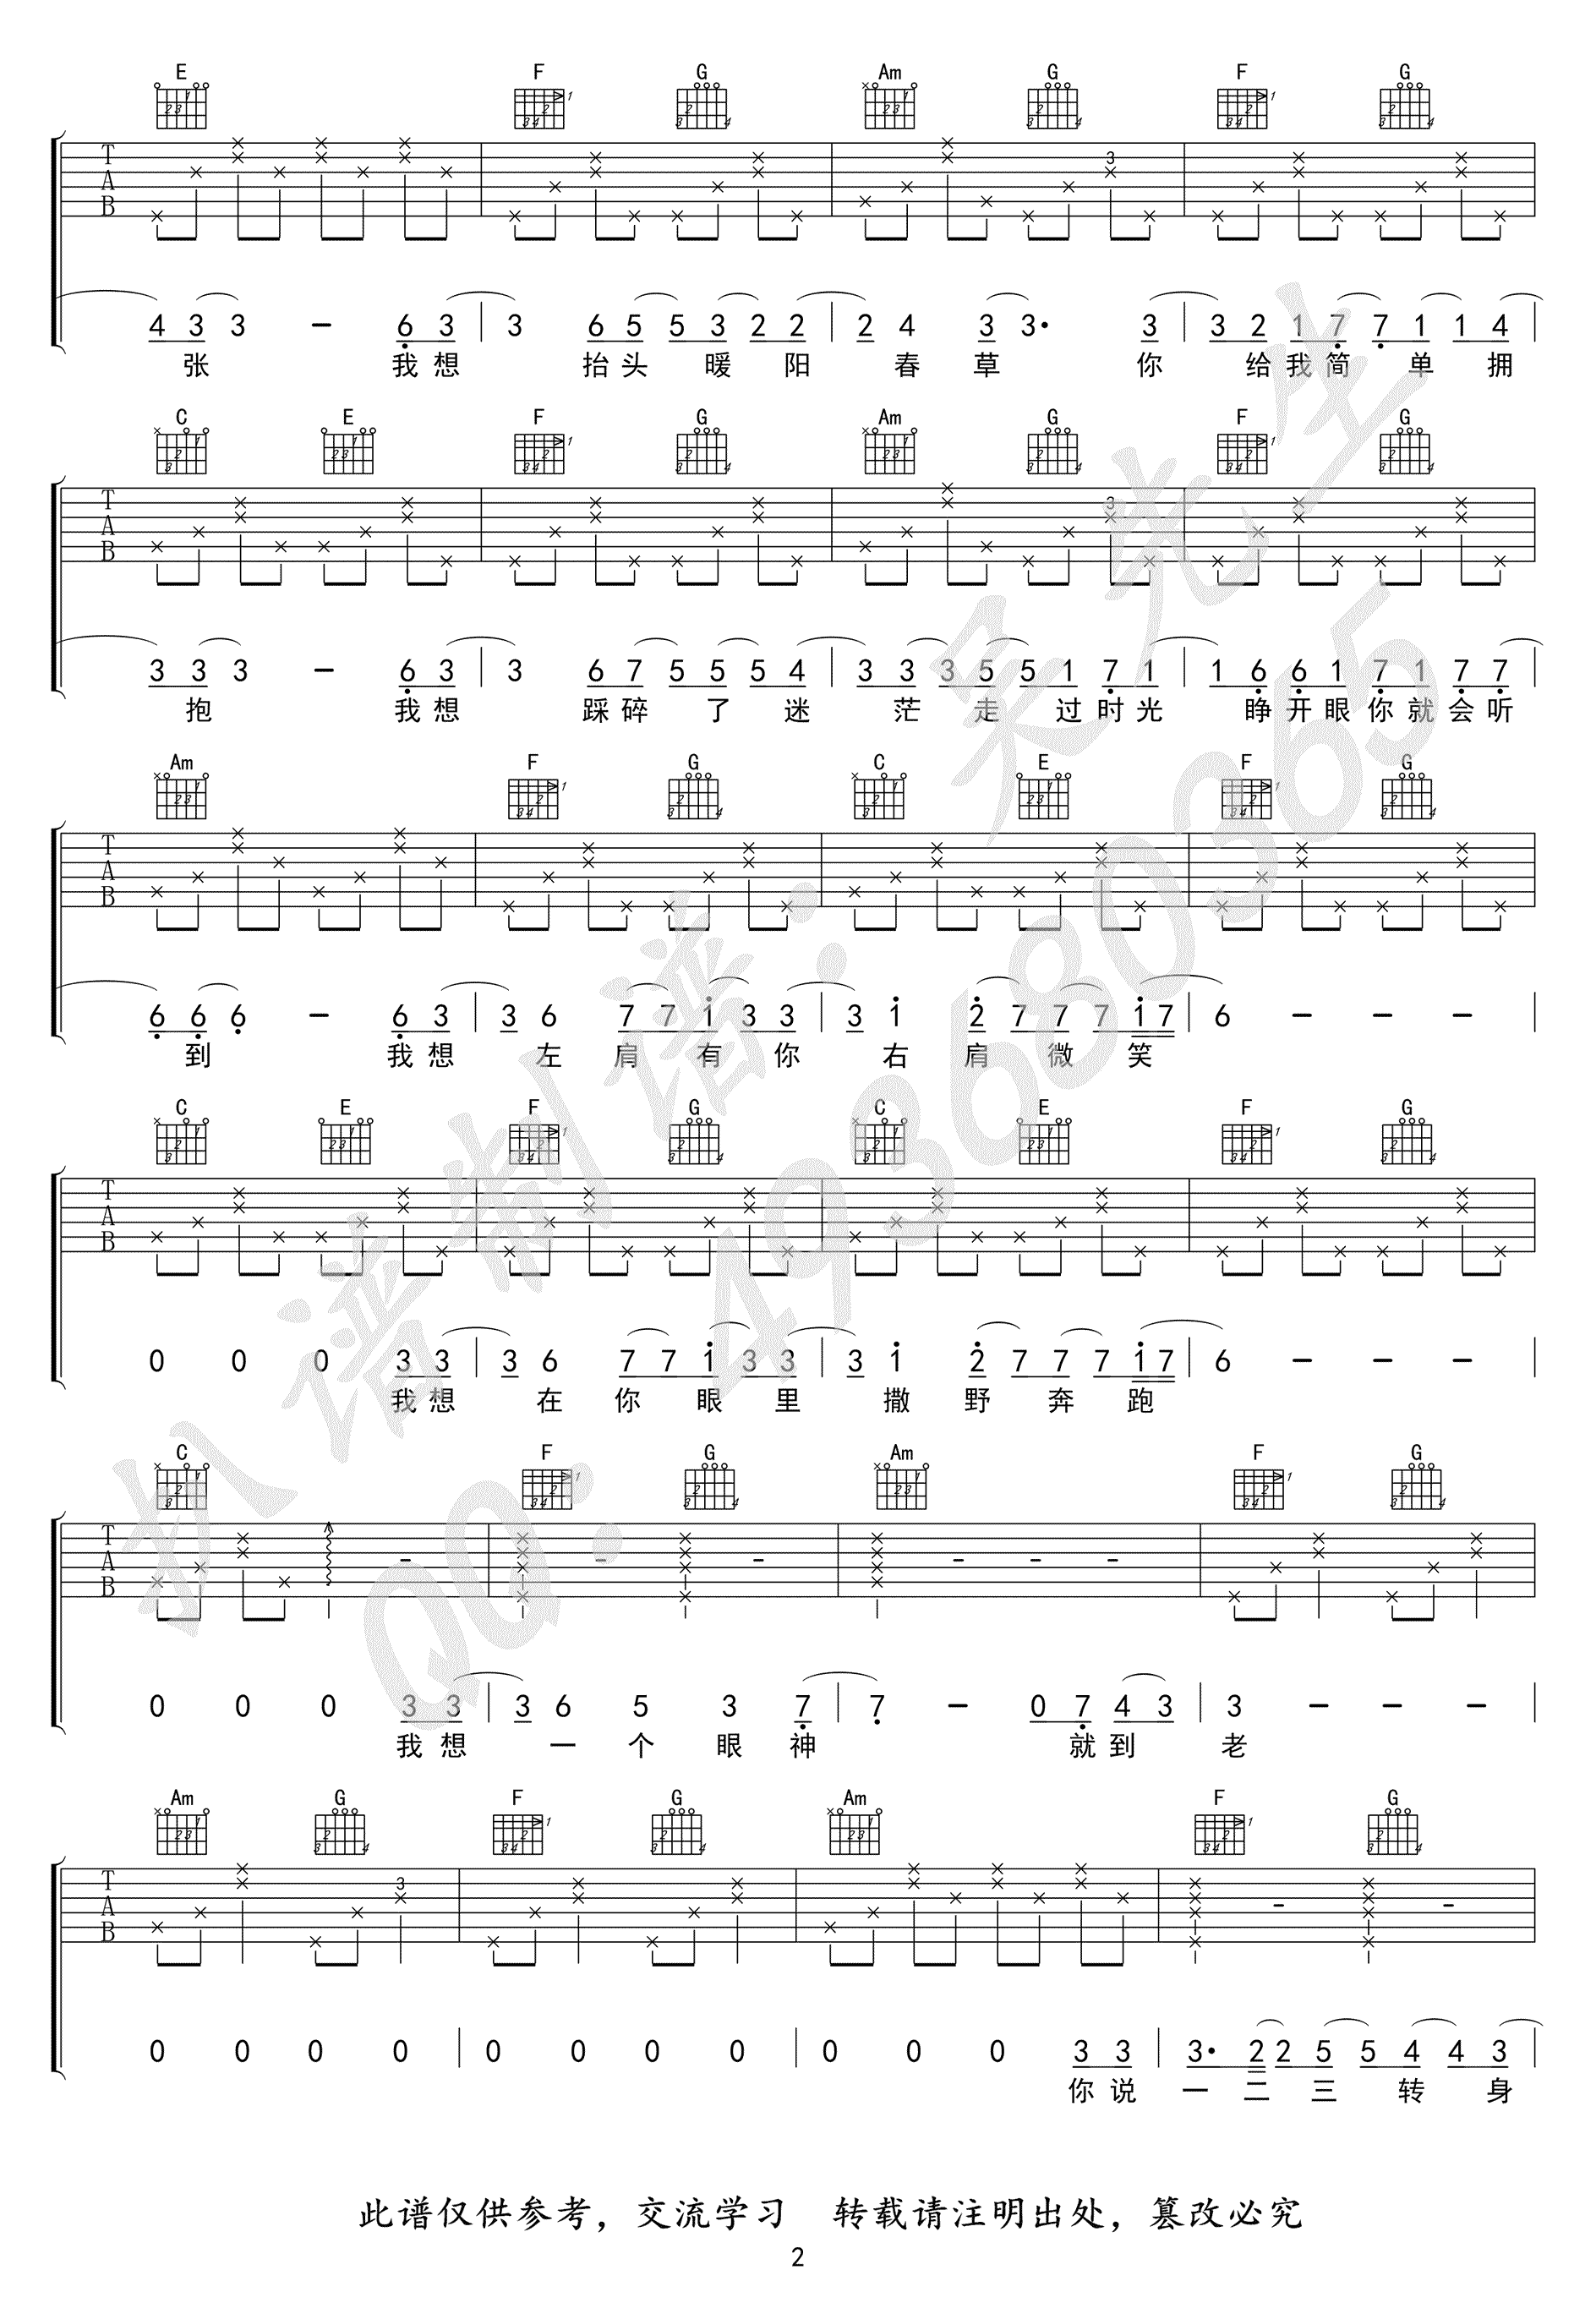 E F G Am G F G
T A B 3
4 3 3 - 6 3 3 6 5 5 3 2 2 2 4 3 3· 3 3 2 1 7 7 1 1 4
张 我想 抬头 暖 阳 春 草 你 给我简 单 拥
C E F G Am G F G
T A B 3
3 3 3 - 6 3 3 6 7 5 5 5 4 3 3 3 5 5 1 7 1 1 6 6 1 7 1 7 7
抱 我想 踩碎 了 迷 茫 走 过时光 睁开眼你就会听
Am F G C E F G
T A B
6 6 6 - 6 3 3 6 7 7 1 3 3 3 1 2 7 7 7 1 7 6 - - -
到 我想 左 肩 有 你 右 肩 微 笑
C E F G C E F G
T A B
0 0 0 3 3 3 6 7 7 1 3 3 3 1 2 7 7 7 1 7 6 - - -
我想 在 你 眼 里 撒 野 奔 跑
C F G Am F G
T A B - - - - - -
0 0 0 3 3 3 6 5 3 7 7 - 0 7 4 3 3 - - -
我想 一 个 眼 神 就到 老
Am G F G Am F G
T A B 3 - -
0 0 0 0 0 0 0 0 0 0 0 3 3 3· 2 2 5 5 4 4 3
你说 一 二 三 转 身
扒谱制谱：吴先生
QQ：493680365
此谱仅供参考，交流学习 转载请注明出处，篡改必究
2